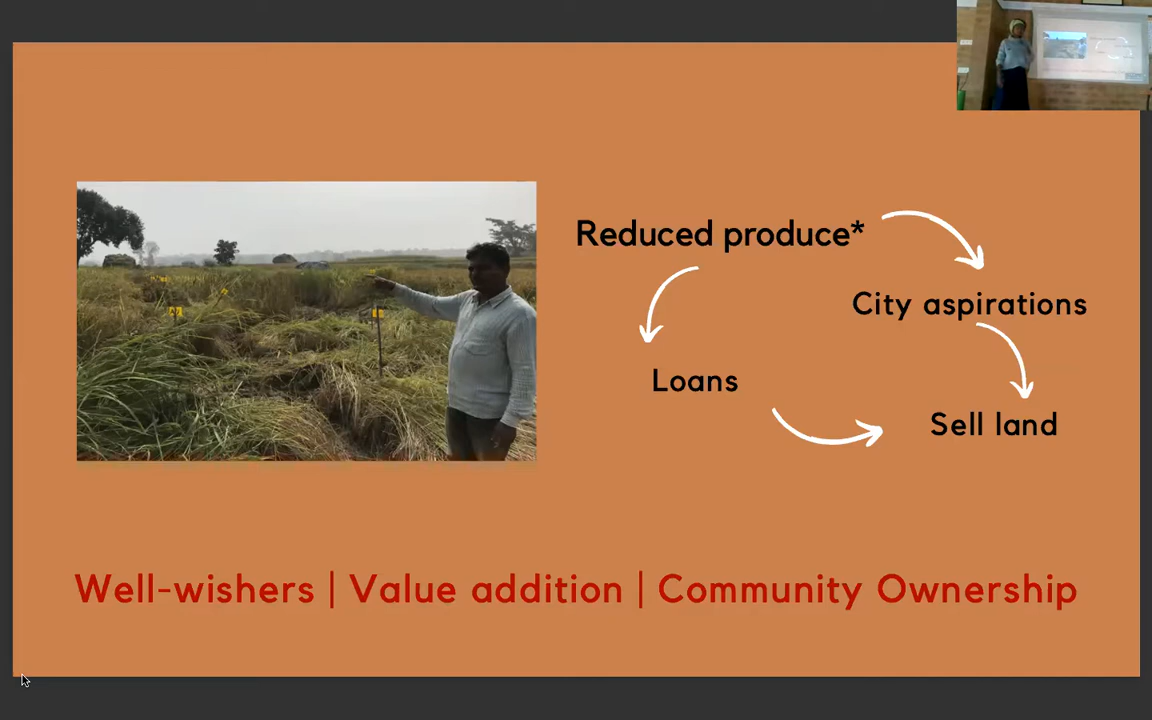 Reduced produce*
City aspirations
Loans
Sell land
Well-wishers | Value addition | Community Ownership